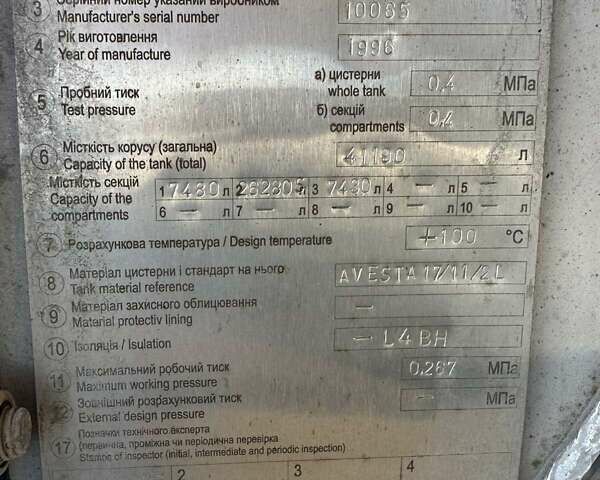 3 Серійний номер указаний виробником 10065
Manufacturer's serial number
4 Рік виготовлення 1996
Year of manufacture
5 Пробний тиск
Test pressure
а) цистерни 0,4 МПа
whole tank
б) секцій 0,4 МПа
compartments
6 Місткість корусу (загальна) 41190 л
Capacity of the tank (total)
Місткість секцій
Capacity of the
compartments
1 7480 л 2 26280 л 3 7430 л 4 — л 5 — л
6 — л 7 — л 8 — л 9 — л 10 — л
7 Розрахункова температура / Design temperature +100 °C
8 Матеріал цистерни і стандарт на нього AVESTA 17/11/2L
Tank material reference
9 Матеріал захисного облицювання —
Material protectiv lining
10 Ізоляція / Isulation — L4BH
11 Максимальний робочий тиск 0.267 МПа
Maximum working pressure
12 Зовнішній розрахунковий тиск — МПа
External design pressure
17 Позначки технічного експерта
(первинна, проміжна чи періодична перевірка
Stamps of inspector (initial, intermediate and periodic inspection)
2 3 4